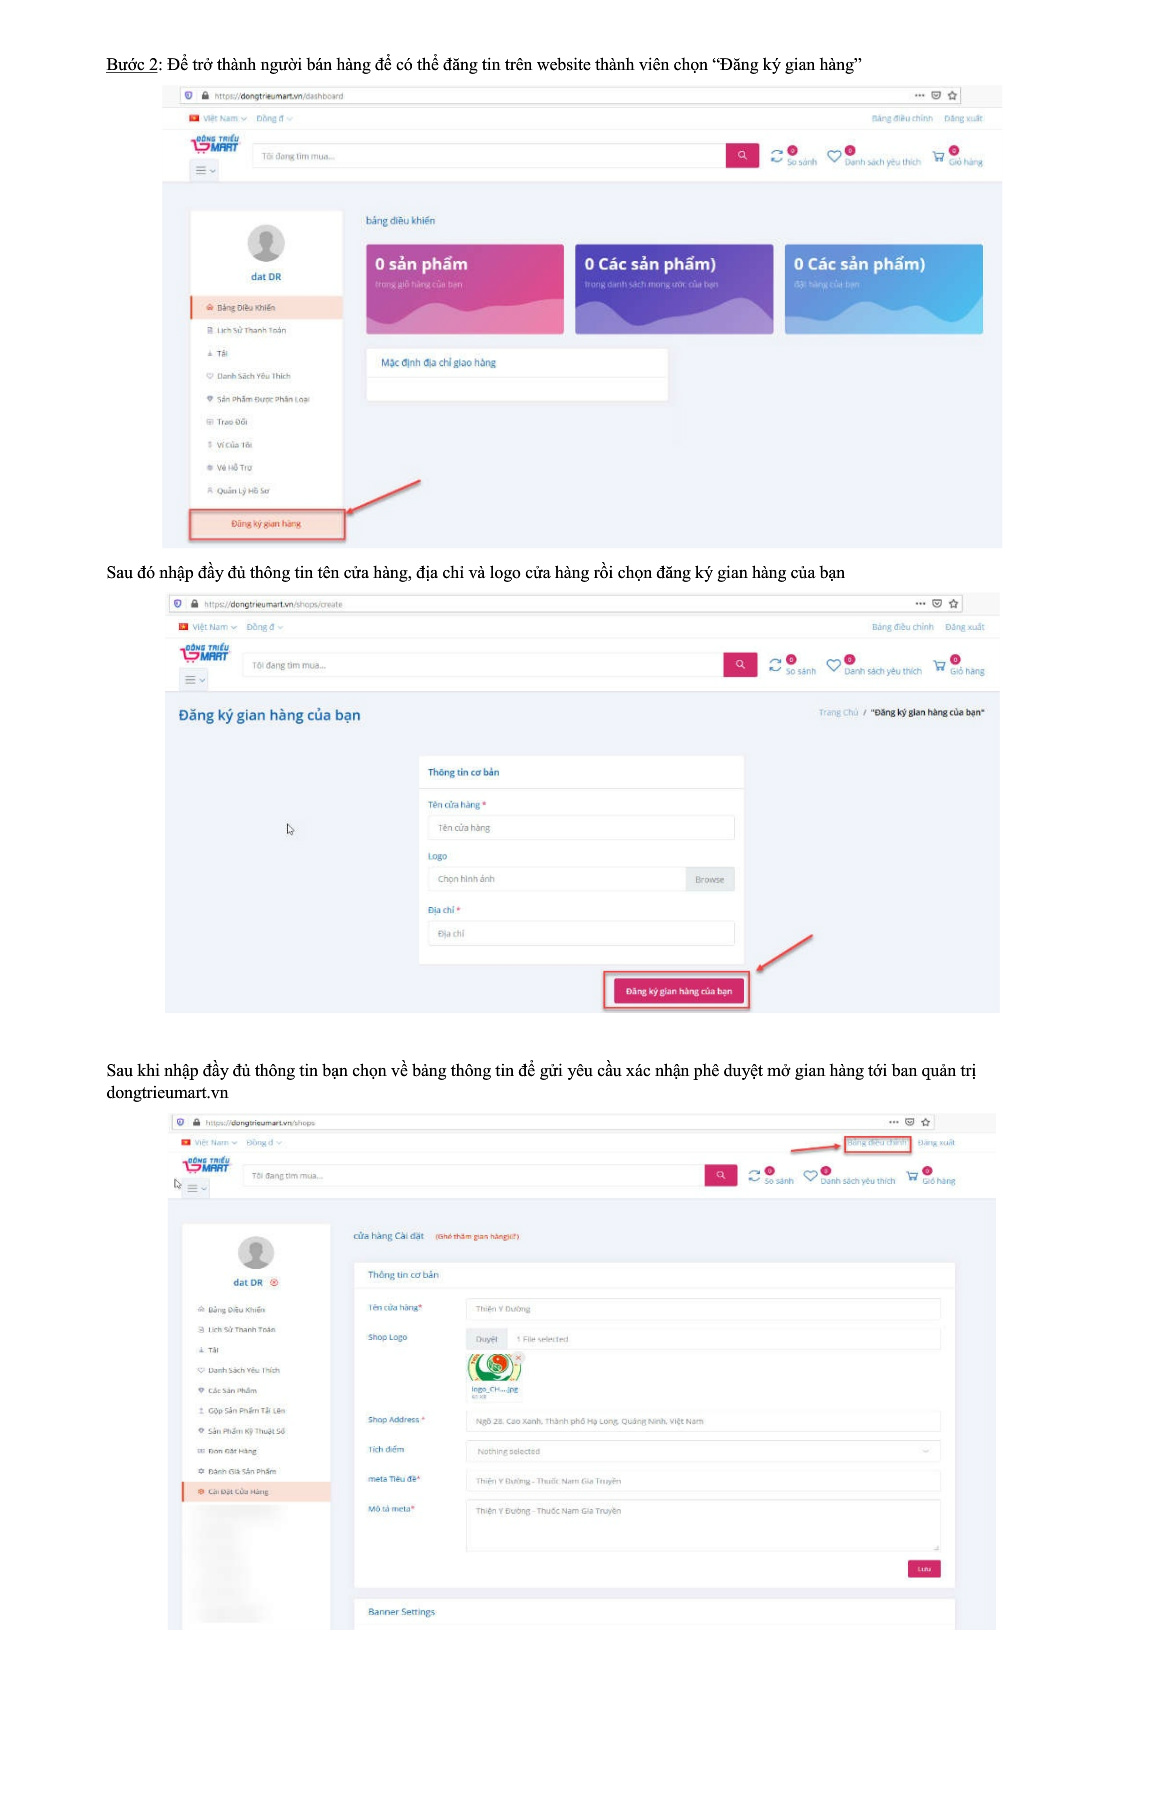 Bước 2: Để trở thành người bán hàng để có thể đăng tin trên website thành viên chọn “Đăng ký gian hàng”
https://dongtrieumart.vn/dashboard
Việt Nam Đồng đ Bảng điều chỉnh Đăng xuất
ĐÔNG TRIỀU MART
Tôi đang tìm mua...
0 So sánh 0 Danh sách yêu thích 0 Giỏ hàng
bảng điều khiển
dat DR
0 sản phẩm
trong giỏ hàng của bạn
0 Các sản phẩm)
trong danh sách mong ước của bạn
0 Các sản phẩm)
đặt hàng của bạn
Bảng Điều Khiển
Lịch Sử Thanh Toán
Tải
Danh Sách Yêu Thích
Sản Phẩm Được Phân Loại
Trao Đổi
Ví Của Tôi
Vé Hỗ Trợ
Quản Lý Hồ Sơ
Đăng ký gian hàng
Mặc định địa chỉ giao hàng
Sau đó nhập đầy đủ thông tin tên cửa hàng, địa chỉ và logo cửa hàng rồi chọn đăng ký gian hàng của bạn
https://dongtrieumart.vn/shops/create
Việt Nam Đồng đ Bảng điều chỉnh Đăng xuất
ĐÔNG TRIỀU MART
Tôi đang tìm mua...
0 So sánh 0 Danh sách yêu thích 0 Giỏ hàng
Đăng ký gian hàng của bạn
Trang Chủ / "Đăng ký gian hàng của bạn"
Thông tin cơ bản
Tên cửa hàng *
Tên cửa hàng
Logo
Chọn hình ảnh Browse
Địa chỉ *
Địa chỉ
Đăng ký gian hàng của bạn
Sau khi nhập đầy đủ thông tin bạn chọn về bảng thông tin để gửi yêu cầu xác nhận phê duyệt mở gian hàng tới ban quản trị
dongtrieumart.vn
https://dongtrieumart.vn/shops
Việt Nam Đồng đ Bảng điều chỉnh Đăng xuất
ĐÔNG TRIỀU MART
Tôi đang tìm mua...
0 So sánh 0 Danh sách yêu thích 0 Giỏ hàng
cửa hàng Cài đặt (Ghé thăm gian hàng)
dat DR
Bảng Điều Khiển
Lịch Sử Thanh Toán
Tải
Danh Sách Yêu Thích
Các Sản Phẩm
Gộp Sản Phẩm Tải Lên
Sản Phẩm Kỹ Thuật Số
Đơn Đặt Hàng
Đánh Giá Sản Phẩm
Cài Đặt Cửa Hàng
Thông tin cơ bản
Tên cửa hàng* Thiện Y Đường
Shop Logo Duyệt 1 File selected
logo_CH....jpg
Shop Address * Ngõ 28, Cao Xanh, Thành phố Hạ Long, Quảng Ninh, Việt Nam
Tích điểm Nothing selected
meta Tiêu đề* Thiện Y Đường - Thuốc Nam Gia Truyền
Mô tả meta* Thiện Y Đường - Thuốc Nam Gia Truyền
Lưu
Banner Settings